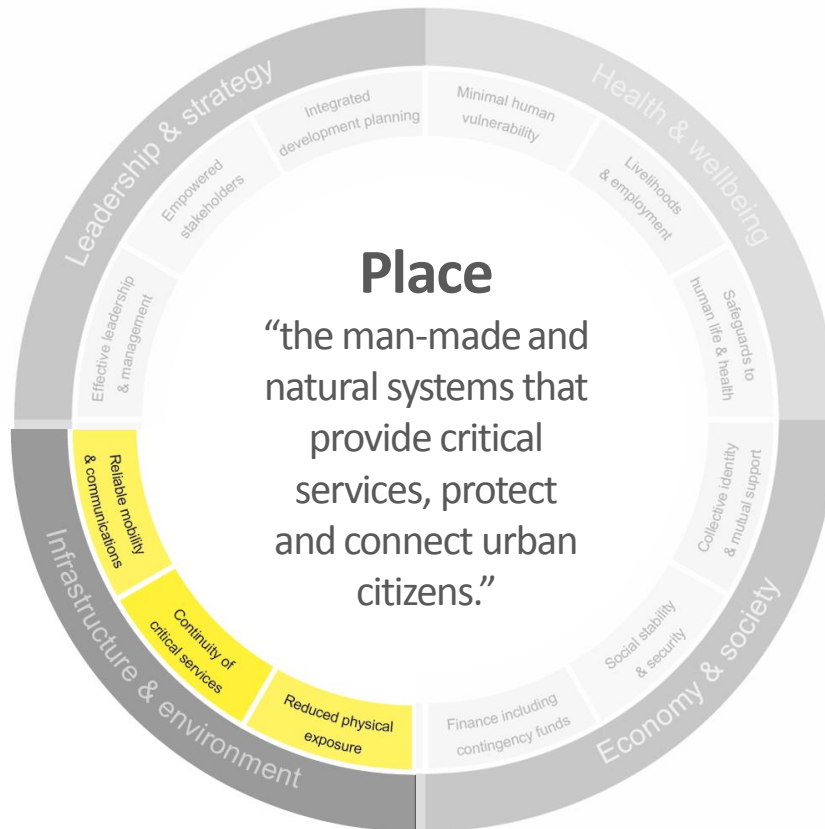 Leadership & strategy
Health & wellbeing
Integrated
development planning
Minimal human
vulnerability
Empowered
stakeholders
Livelihoods
& employment
Effective leadership
& management
Safeguards to
human life & health
Place
“the man-made and
natural systems that
provide critical
services, protect
and connect urban
citizens.”
Reliable mobility
& communications
Collective identity
& mutual support
Continuity of
critical services
Social stability
& security
Reduced physical
exposure
Finance including
contingency funds
Infrastructure & environment
Economy & society